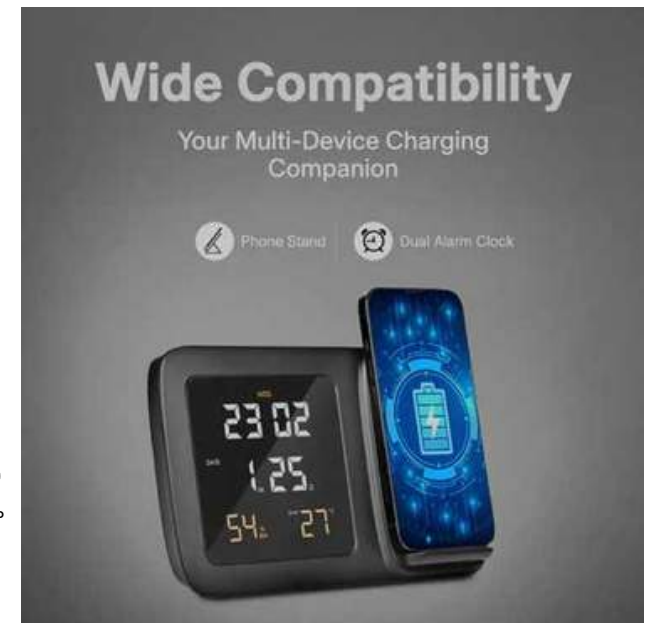 Wide Compatibility
Your Multi-Device Charging
Companion
Phone Stand
Dual Alarm Clock
23 02
1.25
54%
27°